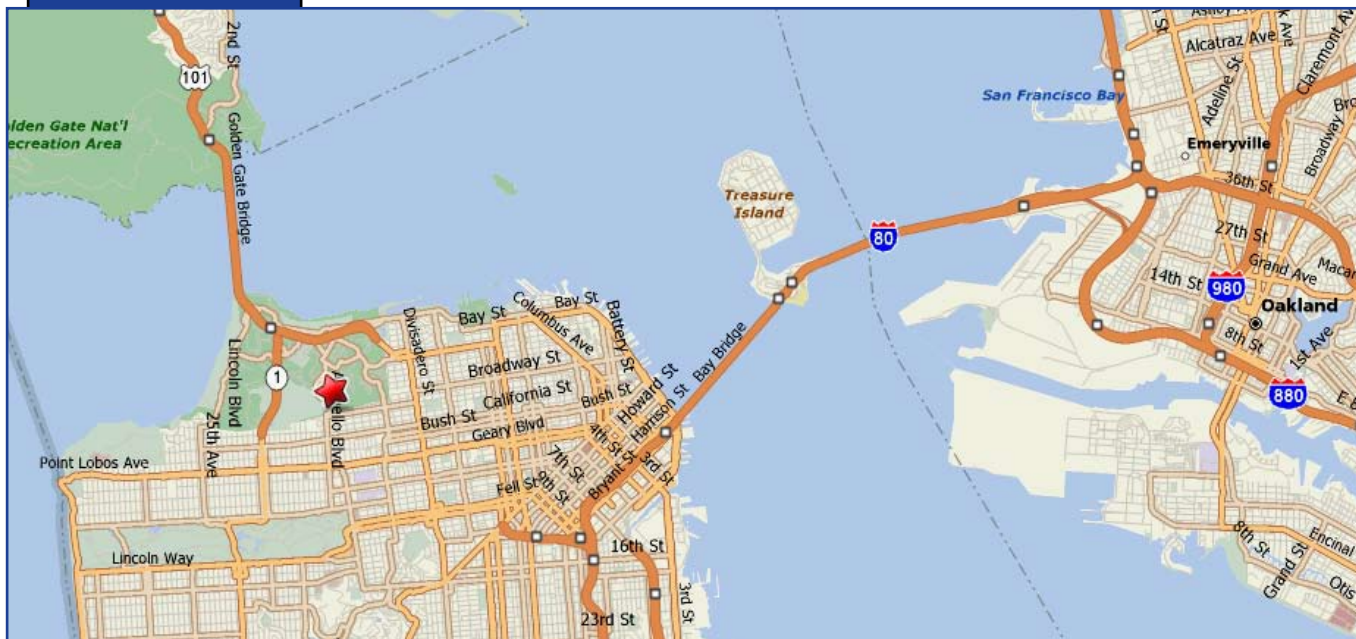 2nd St
101
Golden Gate Nat'l
Recreation Area
Golden Gate Bridge
San Francisco Bay
Ashby
Alcatraz Ave
Adeline St
Claremont Av
Emeryville
Broadway
36th St
Treasure
Island
80
27th St
Grand Ave
14th St
980
Oakland
8th St
1st Ave
880
Bay St
Columbus Ave
Bay St
Battery St
Divisadero St
Broadway St
California St
Bush St
Bush St
Geary Blvd
Howard St
Harrison St
Bay Bridge
4th St
Bryant St
3rd St
7th St
9th St
Fell St
Lincoln Blvd
1
25th Ave
ello Blvd
Point Lobos Ave
Lincoln Way
16th St
3rd St
23rd St
8th St
Grand St
Encinal
Otis